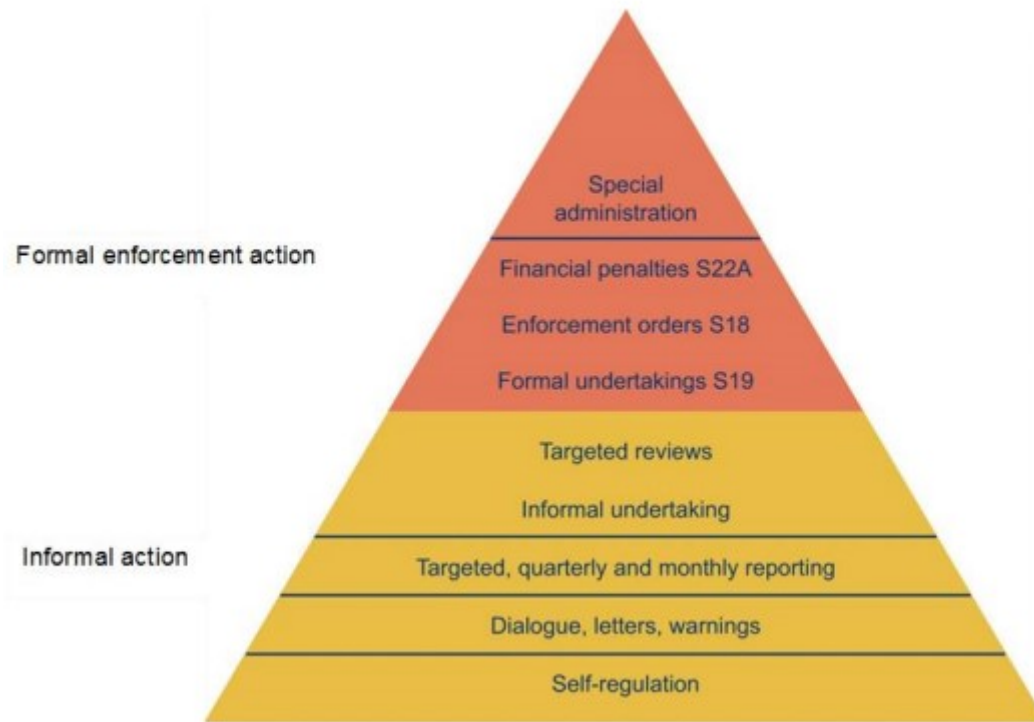 Special
administration
Formal enforcement action
Financial penalties S22A
Enforcement orders S18
Formal undertakings S19
Targeted reviews
Informal undertaking
Informal action
Targeted, quarterly and monthly reporting
Dialogue, letters, warnings
Self-regulation